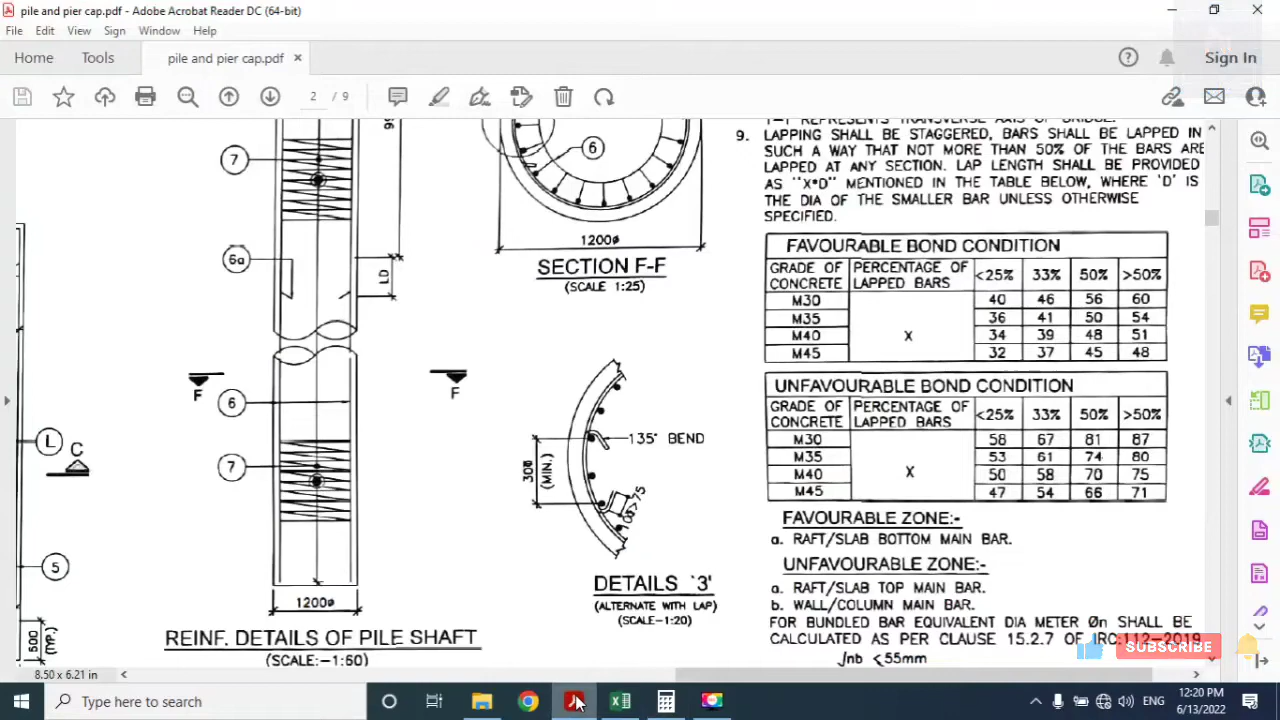 pile and pier cap.pdf - Adobe Acrobat Reader DC (64-bit)
File Edit View Sign Window Help
Home Tools pile and pier cap.pdf × Sign In
2 / 9
7
6a
LD
F
6
7
1200ø
REINF. DETAILS OF PILE SHAFT
(SCALE:-1:60)
L
C
5
500
(TYP.)
6
1200ø
SECTION F-F
(SCALE 1:25)
F
135° BEND
300
(MIN.)
10ø>75
DETAILS '3'
(ALTERNATE WITH LAP)
(SCALE-1:20)
T-T REPRESENTS TRANSVERSE AXIS OF BRIDGE.
9. LAPPING SHALL BE STAGGERED, BARS SHALL BE LAPPED IN
SUCH A WAY THAT NOT MORE THAN 50% OF THE BARS ARE
LAPPED AT ANY SECTION. LAP LENGTH SHALL BE PROVIDED
AS "X*D" MENTIONED IN THE TABLE BELOW, WHERE 'D' IS
THE DIA OF THE SMALLER BAR UNLESS OTHERWISE
SPECIFIED.
FAVOURABLE BOND CONDITION
GRADE OF CONCRETE PERCENTAGE OF LAPPED BARS <25% 33% 50% >50%
M30 40 46 56 60
M35 36 41 50 54
M40 X 34 39 48 51
M45 32 37 45 48
UNFAVOURABLE BOND CONDITION
GRADE OF CONCRETE PERCENTAGE OF LAPPED BARS <25% 33% 50% >50%
M30 58 67 81 87
M35 53 61 74 80
M40 X 50 58 70 75
M45 47 54 66 71
FAVOURABLE ZONE:-
a. RAFT/SLAB BOTTOM MAIN BAR.
UNFAVOURABLE ZONE:-
a. RAFT/SLAB TOP MAIN BAR.
b. WALL/COLUMN MAIN BAR.
FOR BUNDLED BAR EQUIVALENT DIA METER Øn SHALL BE
CALCULATED AS PER CLAUSE 15.2.7 OF IRC:112-2019
√nb <55mm
SUBSCRIBE
8.50 x 6.21 in
Type here to search
ENG
12:20 PM
6/13/2022